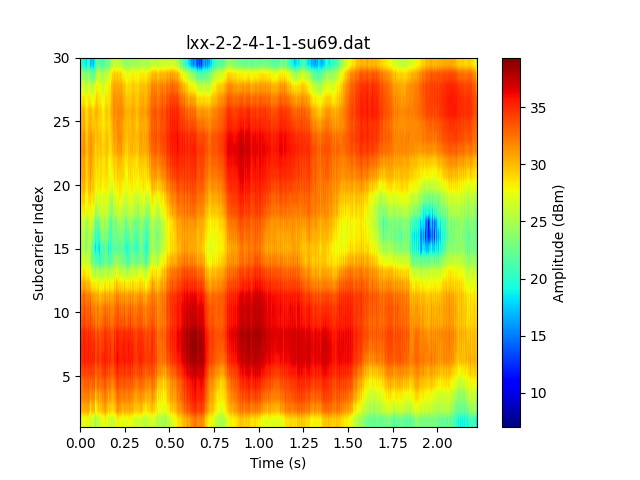 lxx-2-2-4-1-1-su69.dat
30
25
20
15
10
5
Subcarrier Index
0.00 0.25 0.50 0.75 1.00 1.25 1.50 1.75 2.00
Time (s)
35
30
25
20
15
10
Amplitude (dBm)